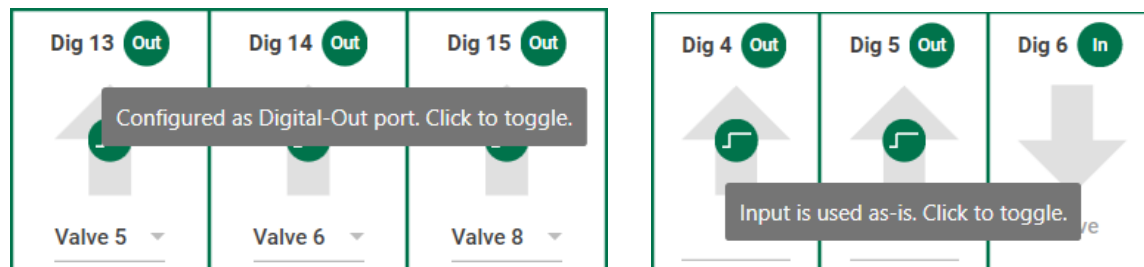 Dig 13 Out Dig 14 Out Dig 15 Out
Configured as Digital-Out port. Click to toggle.
Valve 5 Valve 6 Valve 8
Dig 4 Out Dig 5 Out Dig 6 In
Input is used as-is. Click to toggle.